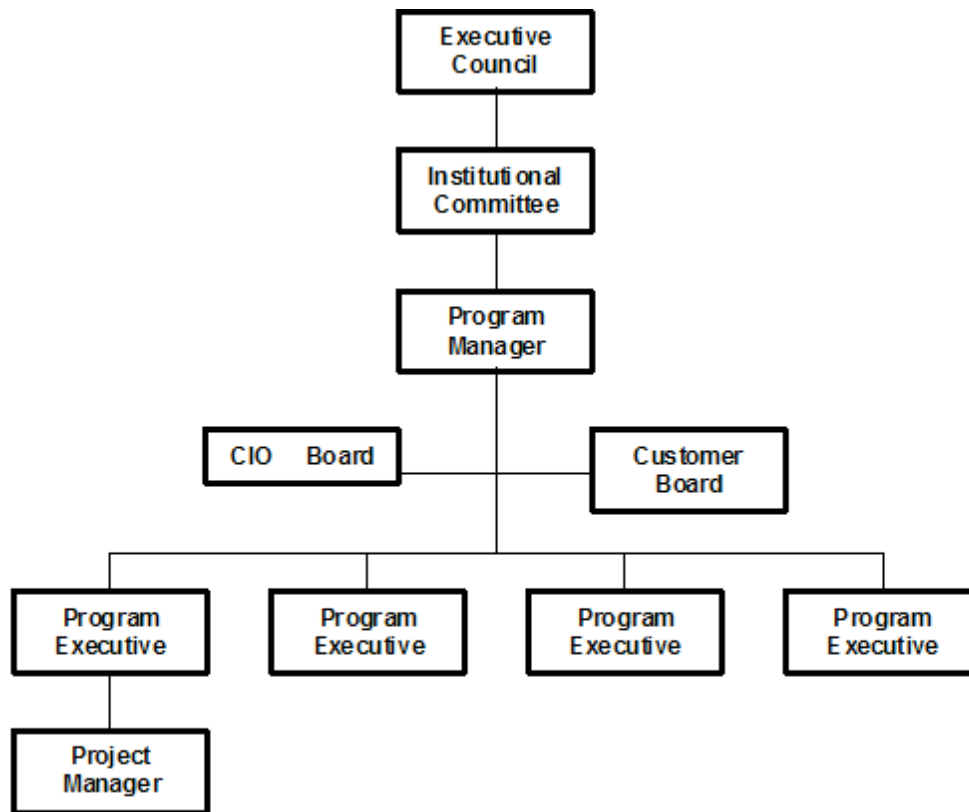 Executive
Council
Institutional
Committee
Program
Manager
CIO Board
Customer
Board
Program
Executive
Program
Executive
Program
Executive
Program
Executive
Project
Manager